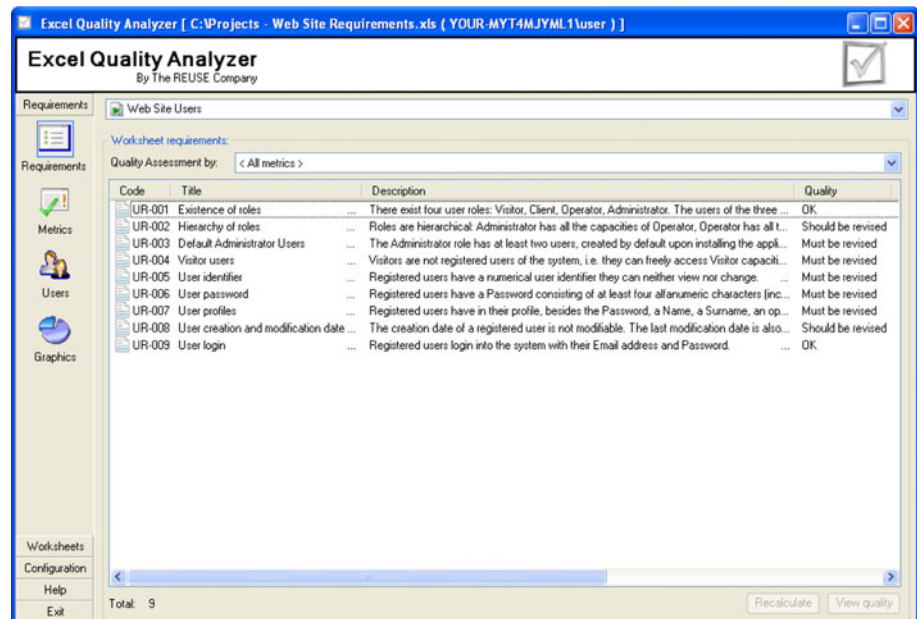 Excel Quality Analyzer [ C:\Projects - Web Site Requirements.xls ( YOUR-MYT4MJYML1\user ) ]
Excel Quality Analyzer
By The REUSE Company
Requirements
Web Site Users
Worksheet requirements:
Requirements
Quality Assessment by: < All metrics >
Code Title Description Quality
UR-001 Existence of roles ... There exist four user roles: Visitor, Client, Operator, Administrator. The users of the three ... OK
UR-002 Hierarchy of roles ... Roles are hierarchical: Administrator has all the capacities of Operator, Operator has all t... Should be revised
UR-003 Default Administrator Users ... The Administrator role has at least two users, created by default upon installing the appli... Must be revised
UR-004 Visitor users ... Visitors are not registered users of the system, i.e. they can freely access Visitor capaciti... Must be revised
UR-005 User identifier ... Registered users have a numerical user identifier they can neither view nor change. ... Must be revised
UR-006 User password ... Registered users have a Password consisting of at least four alfanumeric characters (inc... Must be revised
UR-007 User profiles ... Registered users have in their profile, besides the Password, a Name, a Surname, an op... Must be revised
UR-008 User creation and modification date ... The creation date of a registered user is not modifiable. The last modification date is also... Should be revised
UR-009 User login ... Registered users login into the system with their Email address and Password. ... OK
Metrics
Users
Graphics
Worksheets
Configuration
Help
Exit
Total: 9
Recalculate View quality